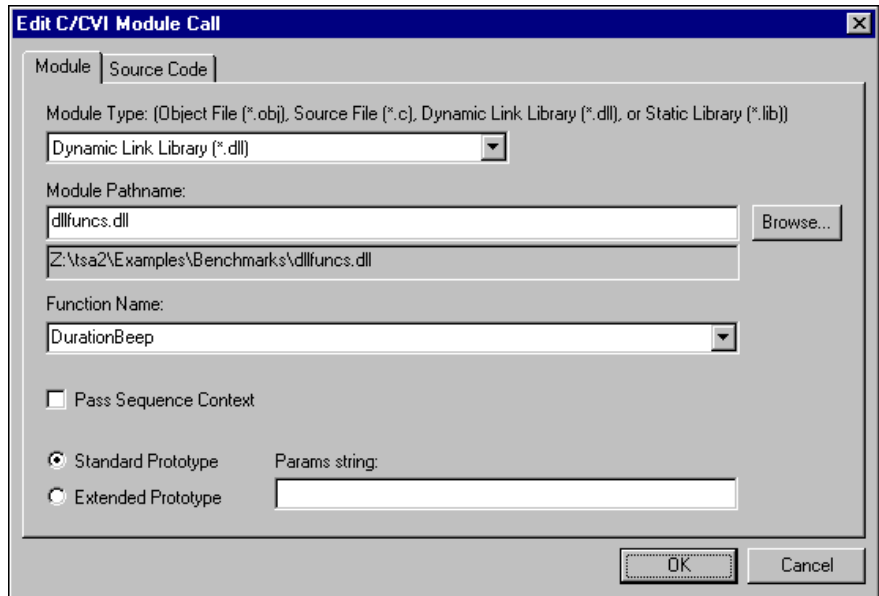 Edit C/CVI Module Call
Module
Source Code
Module Type: (Object File (*.obj), Source File (*.c), Dynamic Link Library (*.dll), or Static Library (*.lib))
Dynamic Link Library (*.dll)
Module Pathname:
dllfuncs.dll
Browse...
Z:\tsa2\Examples\Benchmarks\dllfuncs.dll
Function Name:
DurationBeep
Pass Sequence Context
Standard Prototype
Params string:
Extended Prototype
OK
Cancel